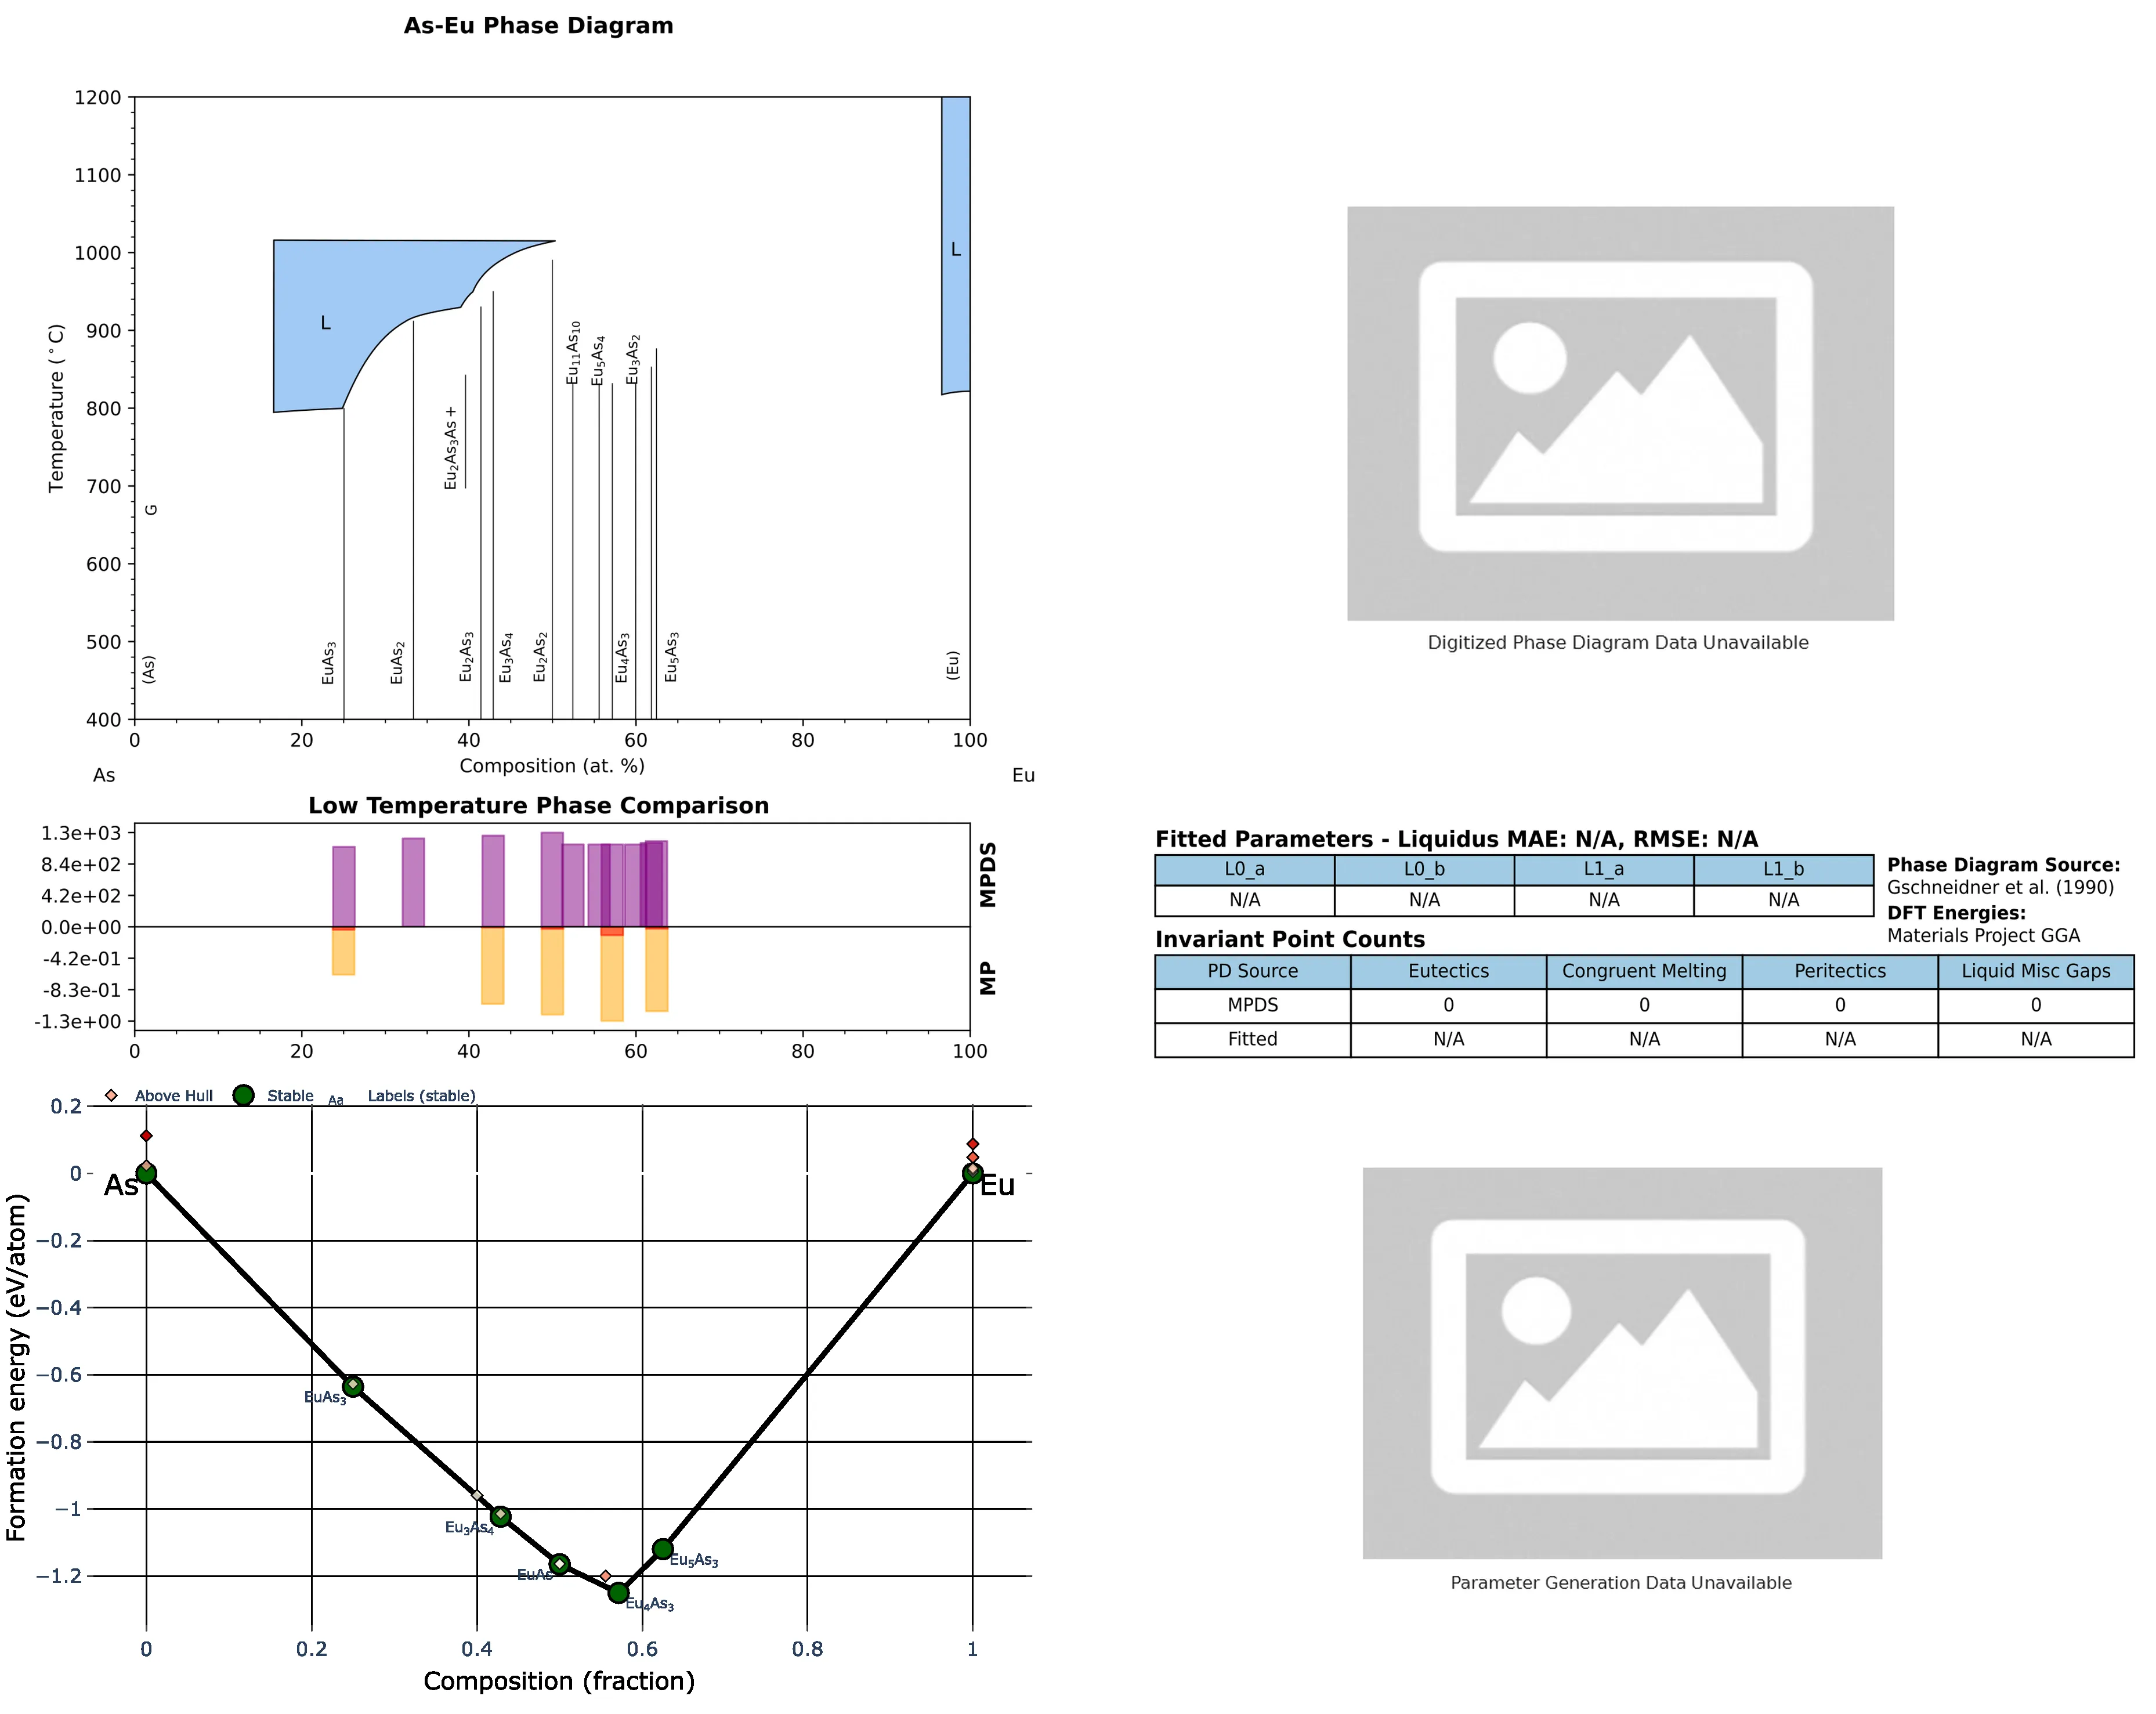 As-Eu Phase Diagram
1200
1100
1000
900
800
700
600
500
400
Temperature (°C)
L
L
G
(As)
EuAs₃
EuAs₂
Eu₂As₃As +
Eu₂As₃
Eu₃As₄
Eu₂As₂
Eu₁₁As₁₀
Eu₅As₄
Eu₄As₃
Eu₃As₂
Eu₅As₃
(Eu)
0 20 40 60 80 100
Composition (at. %)
As Eu
Digitized Phase Diagram Data Unavailable
Low Temperature Phase Comparison
1.3e+03
8.4e+02
4.2e+02
0.0e+00
-4.2e-01
-8.3e-01
-1.3e+00
MPDS
MP
0 20 40 60 80 100
Fitted Parameters - Liquidus MAE: N/A, RMSE: N/A
L0_a L0_b L1_a L1_b
N/A N/A N/A N/A
Phase Diagram Source:
Gschneidner et al. (1990)
DFT Energies:
Materials Project GGA
Invariant Point Counts
PD Source Eutectics Congruent Melting Peritectics Liquid Misc Gaps
MPDS 0 0 0 0
Fitted N/A N/A N/A N/A
Above Hull Stable Aa Labels (stable)
0.2
0
−0.2
−0.4
−0.6
−0.8
−1
−1.2
Formation energy (eV/atom)
As
Eu
EuAs₃
Eu₃As₄
EuAs
Eu₅As₃
Eu₄As₃
0 0.2 0.4 0.6 0.8 1
Composition (fraction)
Parameter Generation Data Unavailable